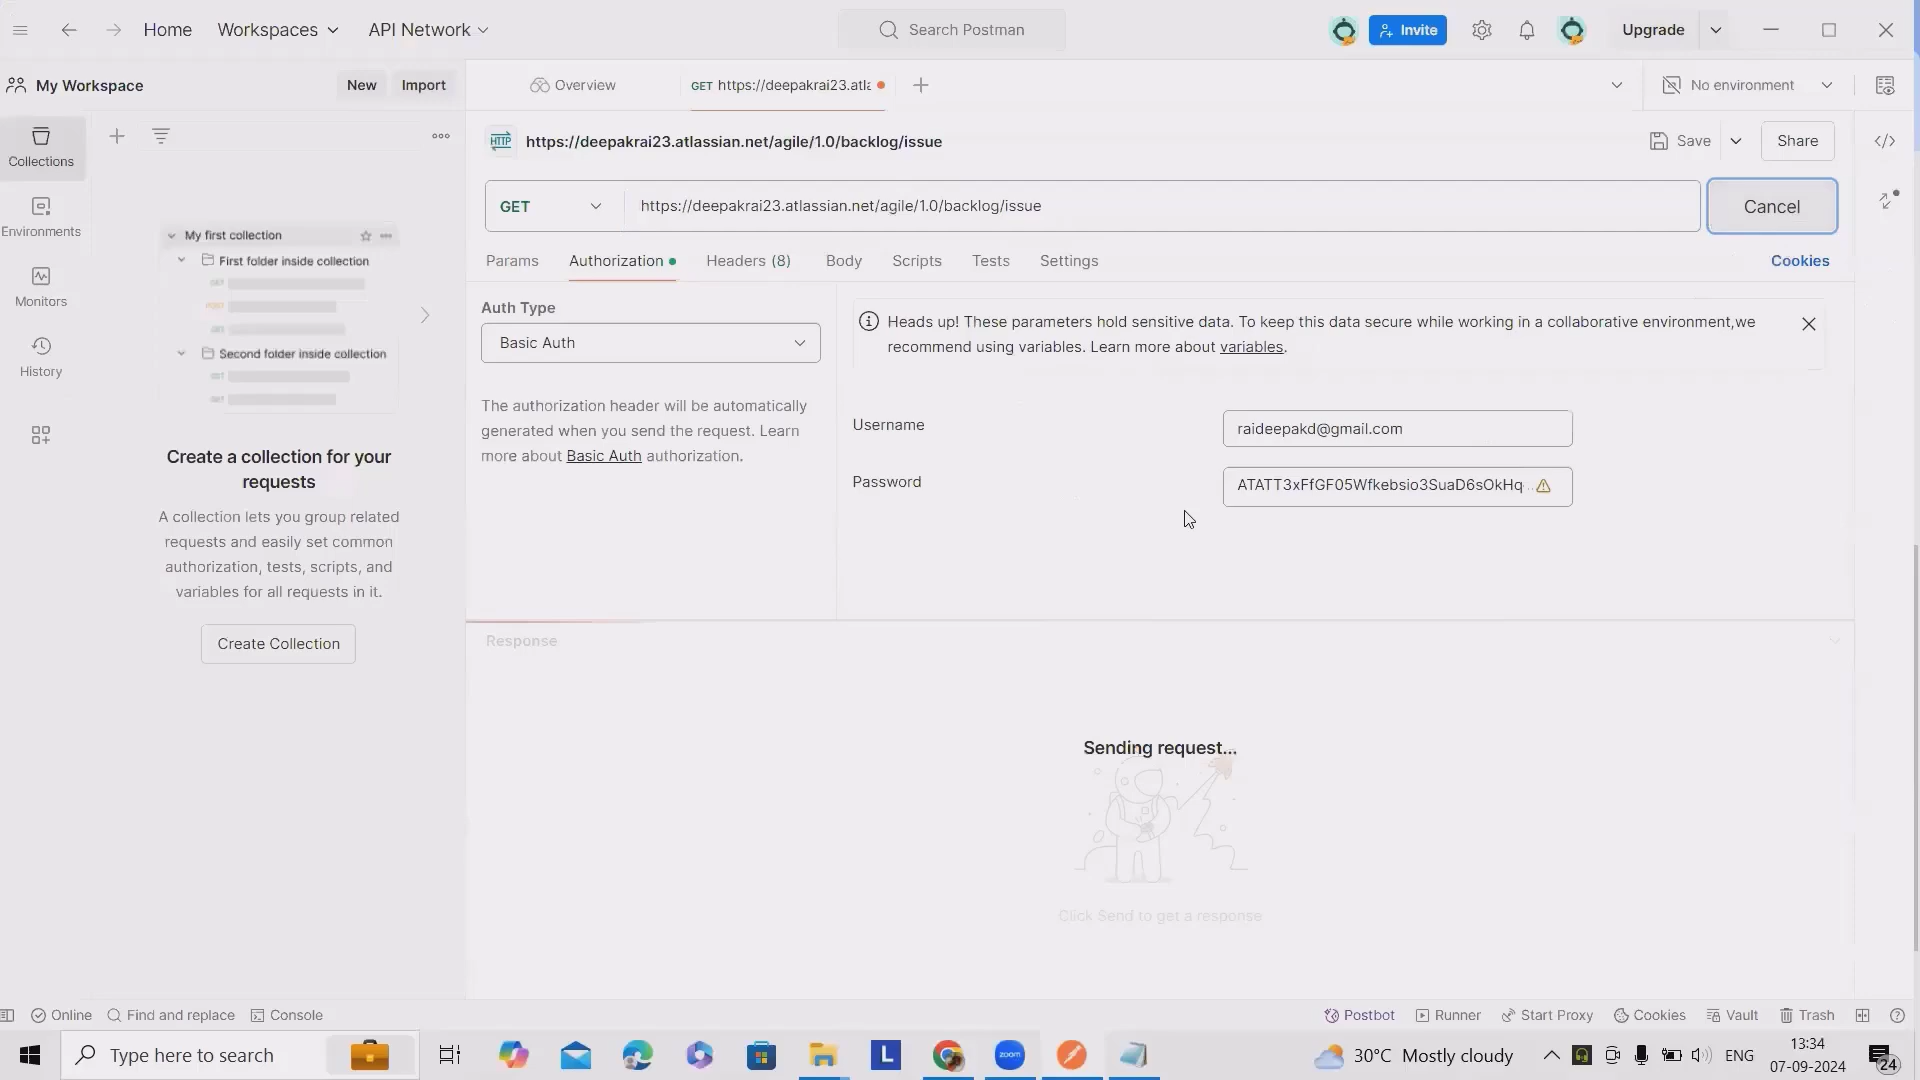 Home
Workspaces
API Network
Search Postman
Invite
Upgrade
My Workspace
New
Import
Overview
GET https://deepakrai23.atl
No environment
Collections
Environments
Monitors
History
HTTP
https://deepakrai23.atlassian.net/agile/1.0/backlog/issue
Save
Share
GET
https://deepakrai23.atlassian.net/agile/1.0/backlog/issue
Cancel
Params
Authorization
Headers (8)
Body
Scripts
Tests
Settings
Cookies
My first collection
First folder inside collection
GET
POST
GET
Second folder inside collection
GET
GET
Create a collection for your
requests
A collection lets you group related
requests and easily set common
authorization, tests, scripts, and
variables for all requests in it.
Create Collection
Auth Type
Basic Auth
The authorization header will be automatically
generated when you send the request. Learn
more about Basic Auth authorization.
Heads up! These parameters hold sensitive data. To keep this data secure while working in a collaborative environment,we
recommend using variables. Learn more about variables.
Username
raideepakd@gmail.com
Password
ATATT3xFfGF05Wfkebsio3SuaD6sOkHq...
Response
Sending request...
Click Send to get a response
Online
Find and replace
Console
Postbot
Runner
Start Proxy
Cookies
Vault
Trash
Type here to search
L
zoom
30°C Mostly cloudy
ENG
13:34
07-09-2024
24